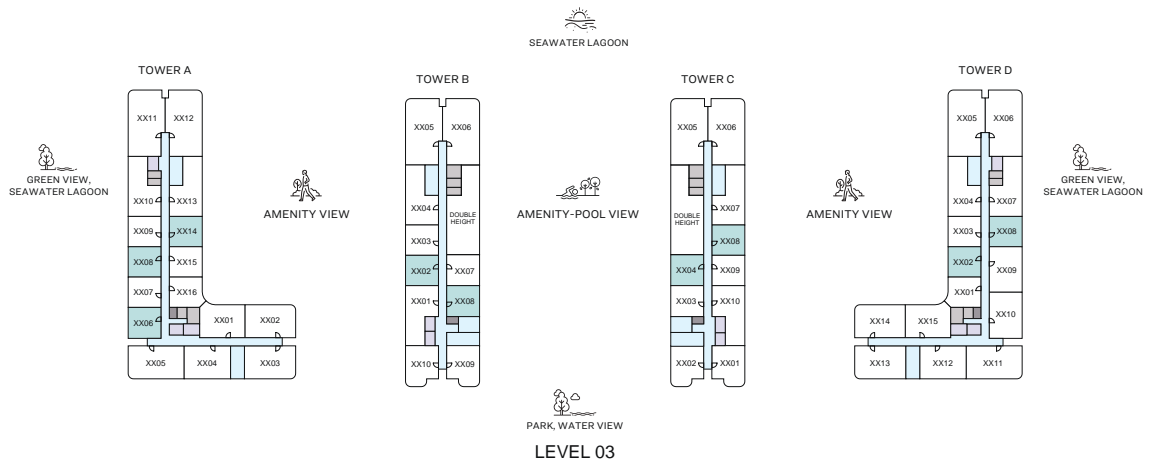 SEAWATER LAGOON
TOWER A
TOWER B
TOWER C
TOWER D
XX11
XX12
XX10
XX13
XX09
XX14
XX08
XX15
XX07
XX16
XX06
XX01
XX02
XX05
XX04
XX03
XX05
XX06
XX04
DOUBLE
HEIGHT
XX03
XX02
XX07
XX01
XX08
XX10
XX09
XX05
XX06
DOUBLE
HEIGHT
XX07
XX08
XX04
XX09
XX03
XX10
XX02
XX01
XX05
XX06
XX04
XX07
XX03
XX08
XX02
XX09
XX01
XX10
XX14
XX15
XX13
XX12
XX11
GREEN VIEW,
SEAWATER LAGOON
AMENITY VIEW
AMENITY-POOL VIEW
AMENITY VIEW
GREEN VIEW,
SEAWATER LAGOON
PARK, WATER VIEW
LEVEL 03